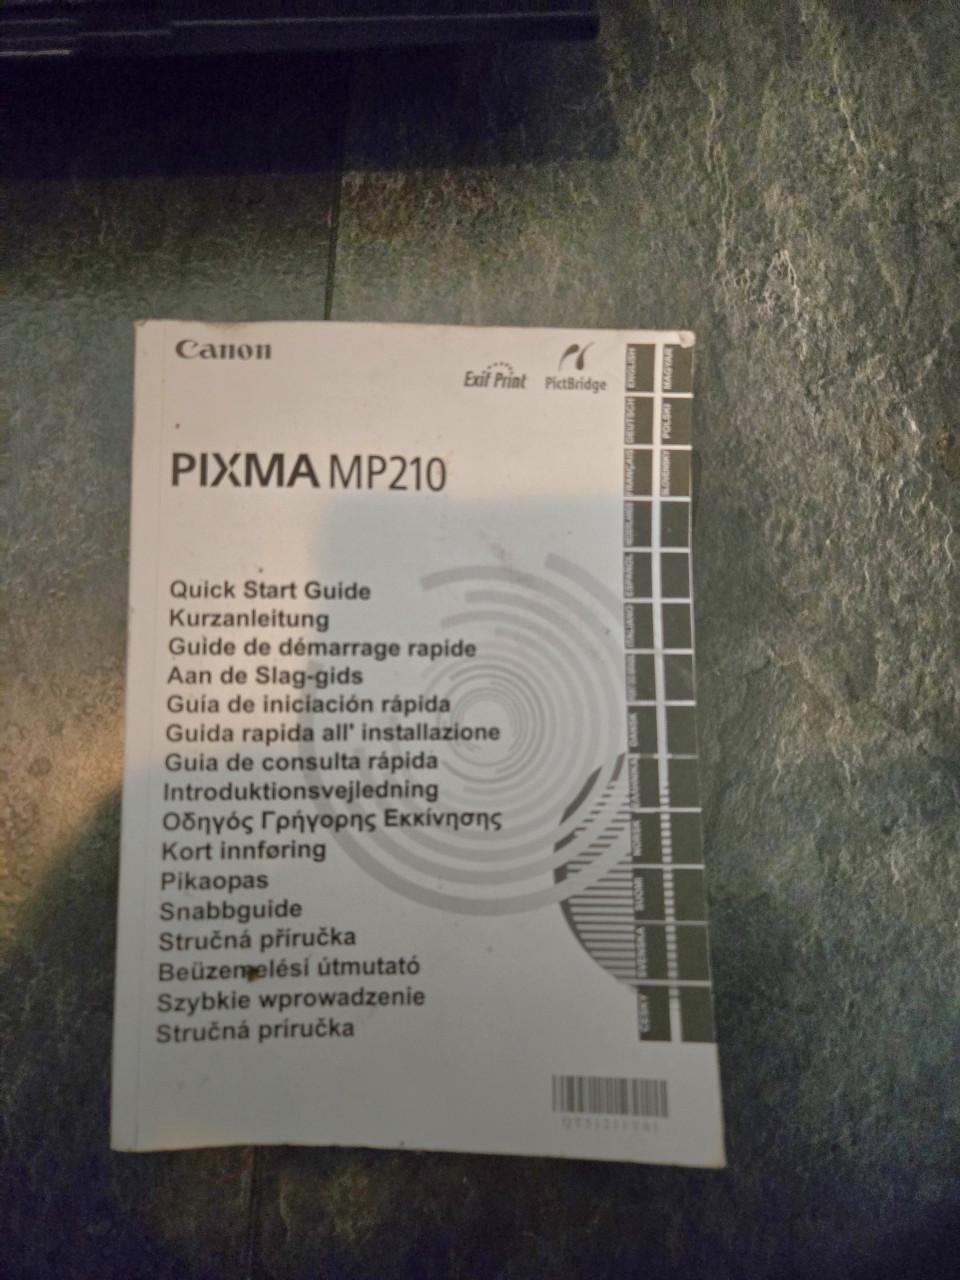 Canon
Exif Print
PictBridge
PIXMA MP210
Quick Start Guide
Kurzanleitung
Guide de démarrage rapide
Aan de Slag-gids
Guía de iniciación rápida
Guida rapida all' installazione
Guia de consulta rápida
Introduktionsvejledning
Οδηγός Γρήγορης Εκκίνησης
Kort innføring
Pikaopas
Snabbguide
Stručná příručka
Beüzemelési útmutató
Szybkie wprowadzenie
Stručná príručka
ENGLISH
DEUTSCH
FRANÇAIS
ESPAÑOL
ITALIANO
DANSK
NORSK
SUOMI
SVENSKA
ČESKY
MAGYAR
POLSKI
SLOVENSKY